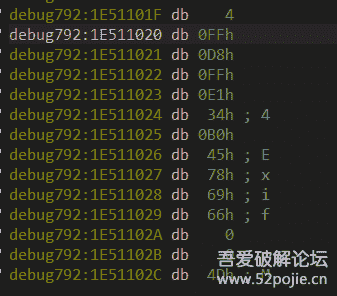 debug792:1E51101F db 4
debug792:1E511020 db 0FFh
debug792:1E511021 db 0D8h
debug792:1E511022 db 0FFh
debug792:1E511023 db 0E1h
debug792:1E511024 db 34h ; 4
debug792:1E511025 db 0B0h
debug792:1E511026 db 45h ; E
debug792:1E511027 db 78h ; x
debug792:1E511028 db 69h ; i
debug792:1E511029 db 66h ; f
debug792:1E51102A db 0
debug792:1E51102B db
debug792:1E51102C db 4Dh ; M
吾爱破解论坛
www.52pojie.cn